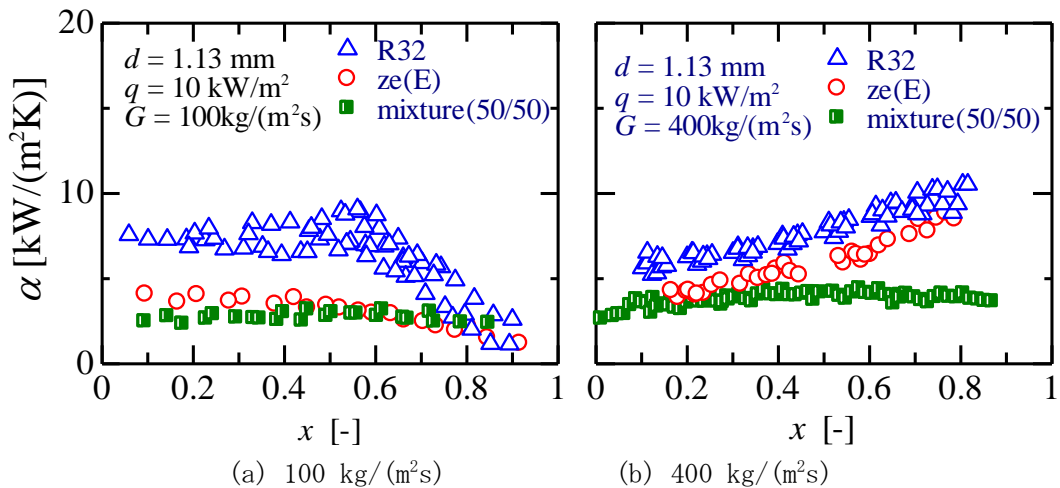 20
10
0
α [kW/(m²K)]
d = 1.13 mm
q = 10 kW/m²
G = 100kg/(m²s)
R32
ze(E)
mixture(50/50)
0 0.2 0.4 0.6 0.8 1
x [-]
(a) 100 kg/(m²s)
d = 1.13 mm
q = 10 kW/m²
G = 400kg/(m²s)
R32
ze(E)
mixture(50/50)
0 0.2 0.4 0.6 0.8 1
x [-]
(b) 400 kg/(m²s)